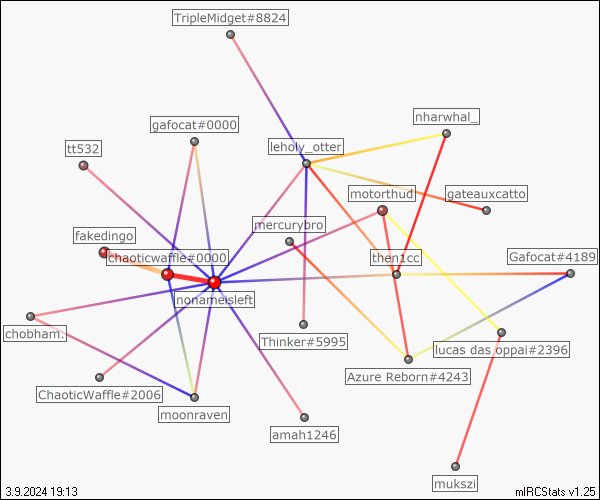 TripleMidget#8824
nharwhal_
gafocat#0000
leholy_otter
tt532
motorthud
gateauxcatto
mercurybro
fakedingo
chaoticwaffle#0000
then1cc
Gafocat#4189
nonameisleft
chobham.
Thinker#5995
lucas das oppai#2396
Azure Reborn#4243
ChaoticWaffle#2006
moonraven
amah1246
mukszi
3.9.2024 19:13
mIRCStats v1.25